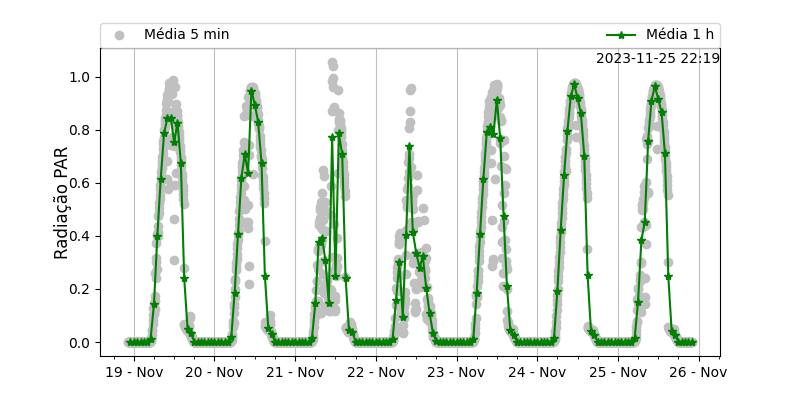 Média 5 min
Média 1 h
2023-11-25 22:19
Radiação PAR
1.0
0.8
0.6
0.4
0.2
0.0
19 - Nov
20 - Nov
21 - Nov
22 - Nov
23 - Nov
24 - Nov
25 - Nov
26 - Nov